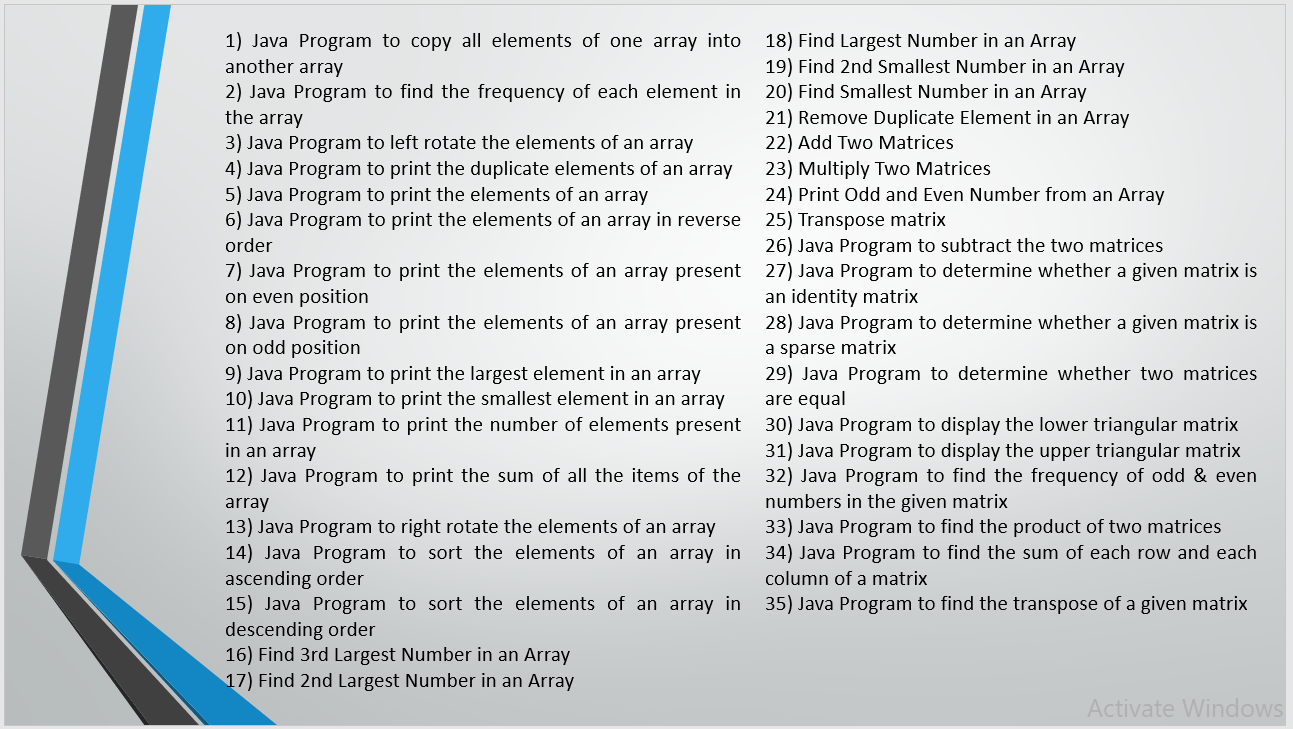 1) Java Program to copy all elements of one array into
another array
2) Java Program to find the frequency of each element in
the array
3) Java Program to left rotate the elements of an array
4) Java Program to print the duplicate elements of an array
5) Java Program to print the elements of an array
6) Java Program to print the elements of an array in reverse
order
7) Java Program to print the elements of an array present
on even position
8) Java Program to print the elements of an array present
on odd position
9) Java Program to print the largest element in an array
10) Java Program to print the smallest element in an array
11) Java Program to print the number of elements present
in an array
12) Java Program to print the sum of all the items of the
array
13) Java Program to right rotate the elements of an array
14) Java Program to sort the elements of an array in
ascending order
15) Java Program to sort the elements of an array in
descending order
16) Find 3rd Largest Number in an Array
17) Find 2nd Largest Number in an Array
18) Find Largest Number in an Array
19) Find 2nd Smallest Number in an Array
20) Find Smallest Number in an Array
21) Remove Duplicate Element in an Array
22) Add Two Matrices
23) Multiply Two Matrices
24) Print Odd and Even Number from an Array
25) Transpose matrix
26) Java Program to subtract the two matrices
27) Java Program to determine whether a given matrix is
an identity matrix
28) Java Program to determine whether a given matrix is
a sparse matrix
29) Java Program to determine whether two matrices
are equal
30) Java Program to display the lower triangular matrix
31) Java Program to display the upper triangular matrix
32) Java Program to find the frequency of odd & even
numbers in the given matrix
33) Java Program to find the product of two matrices
34) Java Program to find the sum of each row and each
column of a matrix
35) Java Program to find the transpose of a given matrix
Activate Windows